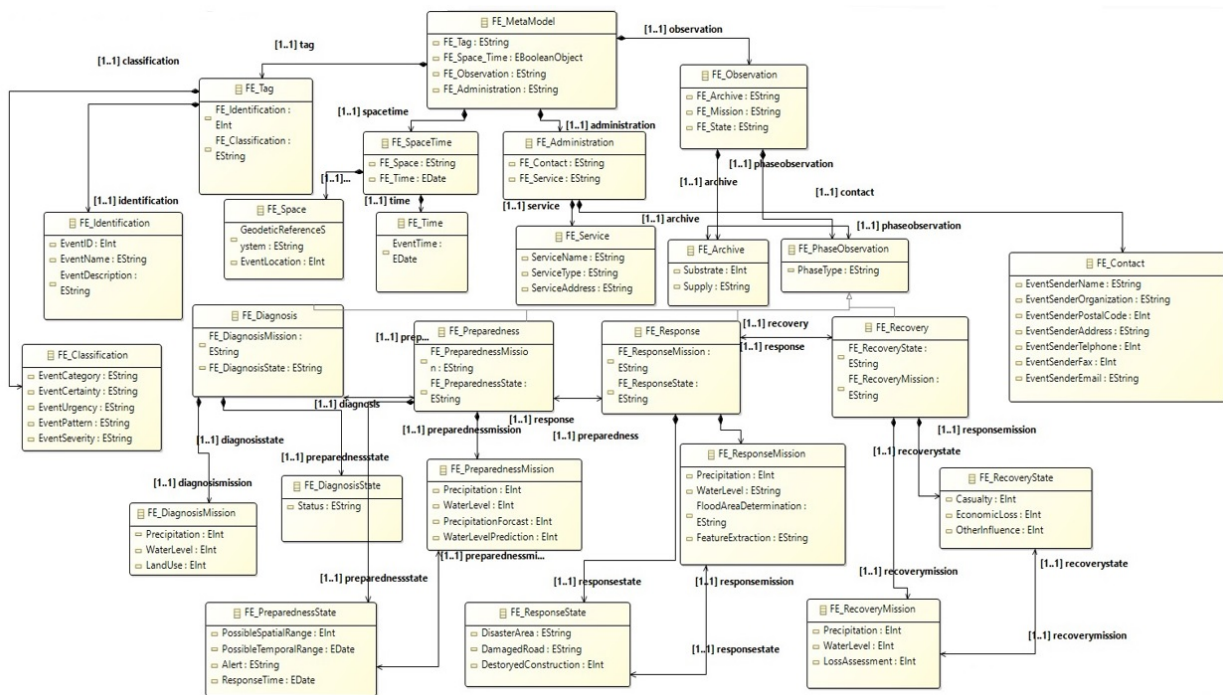 FE_MetaModel
FE_Tag : EString
FE_Space_Time : EBooleanObject
FE_Observation : EString
FE_Administration : EString
[1..1] tag
[1..1] observation
[1..1] classification
FE_Tag
FE_Identification :
EInt
FE_Classification :
EString
FE_Observation
FE_Archive : EString
FE_Mission : EString
FE_State : EString
[1..1] spacetime
[1..1] administration
FE_SpaceTime
FE_Space : EString
FE_Time : EDate
FE_Administration
FE_Contact : EString
FE_Service : EString
[1..1] phaseobservation
[1..1]...
[1..1] archive
[1..1] contact
[1..1] identification
[1..1] time
[1..1] service
[1..1] archive
[1..1] phaseobservation
FE_Identification
EventID : EInt
EventName : EString
EventDescription :
EString
FE_Space
GeodeticReferenceS
ystem : EString
EventLocation : EInt
FE_Time
EventTime :
EDate
FE_Service
ServiceName : EString
ServiceType : EString
ServiceAddress : EString
FE_Archive
Substrate : EInt
Supply : EString
FE_PhaseObservation
PhaseType : EString
FE_Contact
EventSenderName : EString
EventSenderOrganization : EString
EventSenderPostalCode : EInt
EventSenderAddress : EString
EventSenderTelphone : EInt
EventSenderFax : EInt
EventSenderEmail : EString
FE_Diagnosis
FE_DiagnosisMission :
EString
FE_DiagnosisState : EString
[1..1] prep...
FE_Preparedness
FE_PreparednessMissio
n : EString
FE_PreparednessState :
EString
FE_Response
FE_ResponseMission :
EString
FE_ResponseState :
EString
[1..1] recovery
[1..1] response
FE_Recovery
FE_RecoveryState :
EString
FE_RecoveryMission :
EString
FE_Classification
EventCategory : EString
EventCertainty : EString
EventUrgency : EString
EventPattern : EString
EventSeverity : EString
[1..1] diagnosis
[1..1] response
[1..1] preparednessmission
[1..1] preparedness
[1..1] responsemission
[1..1] diagnosisstate
[1..1] recoverystate
[1..1] preparednessstate
[1..1] diagnosismission
FE_DiagnosisMission
Precipitation : EInt
WaterLevel : EInt
LandUse : EInt
FE_DiagnosisState
Status : EString
FE_PreparednessMission
Precipitation : EInt
WaterLevel : EInt
PrecipitationForcast : EInt
WaterLevelPrediction : EInt
FE_ResponseMission
Precipitation : EInt
WaterLevel : EString
FloodAreaDetermination :
EString
FeatureExtraction : EString
FE_RecoveryState
Casualty : EInt
EconomicLoss : EInt
OtherInfluence : EInt
[1..1] preparednessmi...
[1..1] preparednessstate
[1..1] responsestate
[1..1] responsemission
[1..1] recoverymission
[1..1] recoverystate
FE_PreparednessState
PossibleSpatialRange : EInt
PossibleTemporalRange : EDate
Alert : EString
ResponseTime : EDate
FE_ResponseState
DisasterArea : EString
DamagedRoad : EString
DestoryedConstruction : EInt
[1..1] responsestate
FE_RecoveryMission
Precipitation : EInt
WaterLevel : EInt
LossAssessment : EInt
[1..1] recoverymission